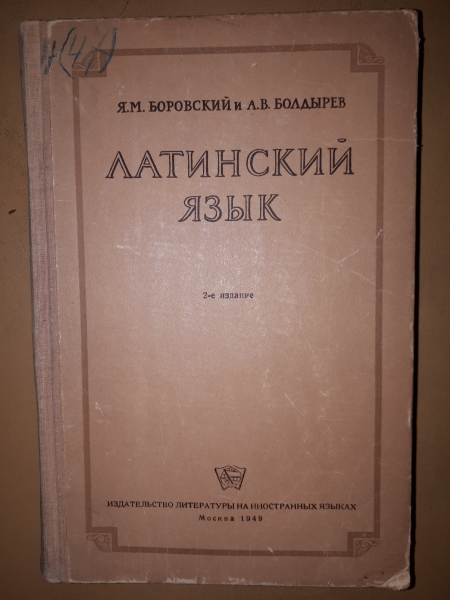 Я.М. БОРОВСКИЙ и А.В. БОЛДЫРЕВ
ЛАТИНСКИЙ
ЯЗЫК
2-е издание
ИЗДАТЕЛЬСТВО ЛИТЕРАТУРЫ НА ИНОСТРАННЫХ ЯЗЫКАХ
Москва 1949